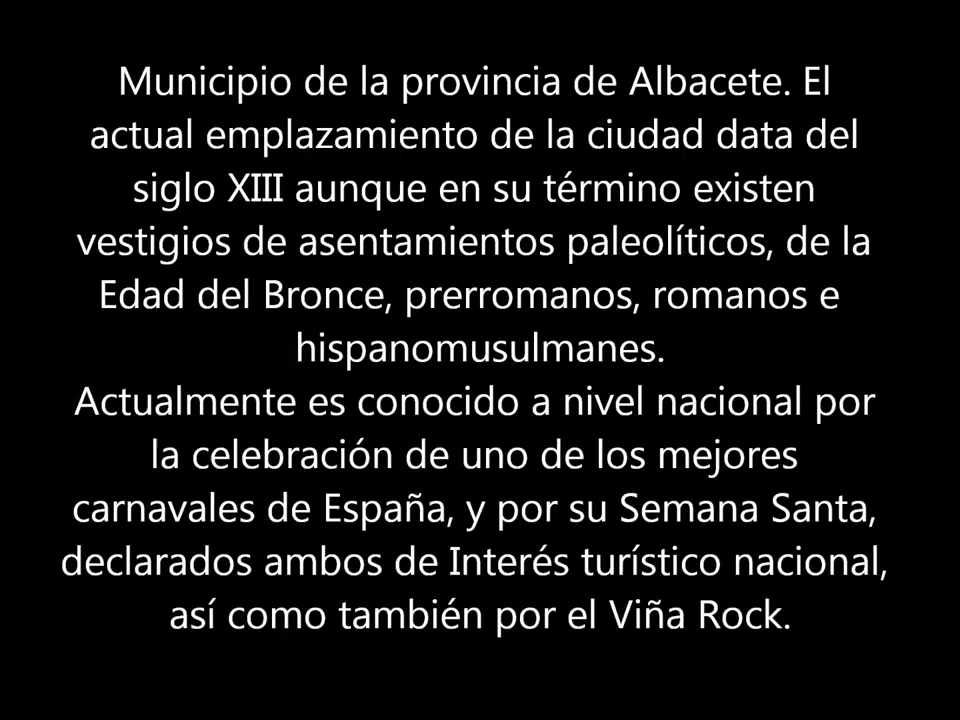 Municipio de la provincia de Albacete. El
actual emplazamiento de la ciudad data del
siglo XIII aunque en su término existen
vestigios de asentamientos paleolíticos, de la
Edad del Bronce, prerromanos, romanos e
hispanomusulmanes.
Actualmente es conocido a nivel nacional por
la celebración de uno de los mejores
carnavales de España, y por su Semana Santa,
declarados ambos de Interés turístico nacional,
así como también por el Viña Rock.